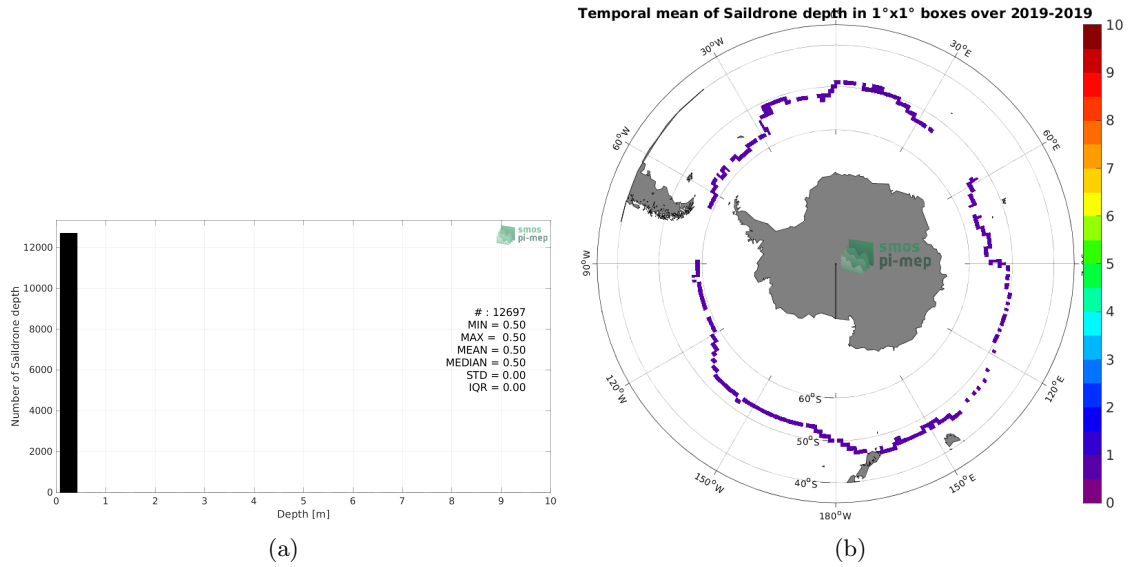 Temporal mean of Saildrone depth in 1°x1° boxes over 2019-2019
smos
pi-mep
# : 12697
MIN = 0.50
MAX = 0.50
MEAN = 0.50
MEDIAN = 0.50
STD = 0.00
IQR = 0.00
12000
10000
8000
6000
4000
2000
0
Number of Saildrone depth
0 1 2 3 4 5 6 7 8 9 10
Depth [m]
(a)
30°W
30°E
60°W
60°E
90°W
smos
pi-mep
120°W
120°E
150°W
150°E
180°W
60°S
50°S
40°S
10
9
8
7
6
5
4
3
2
1
0
(b)